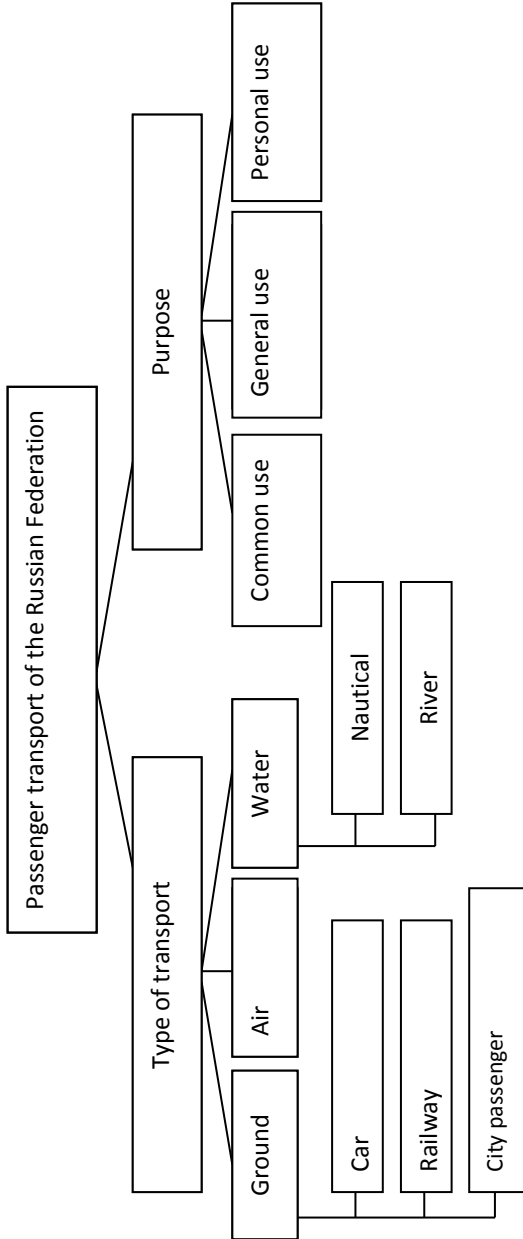 Passenger transport of the Russian Federation
Type of transport
Purpose
Ground
Air
Water
Common use
General use
Personal use
Car
Railway
City passenger
Nautical
River